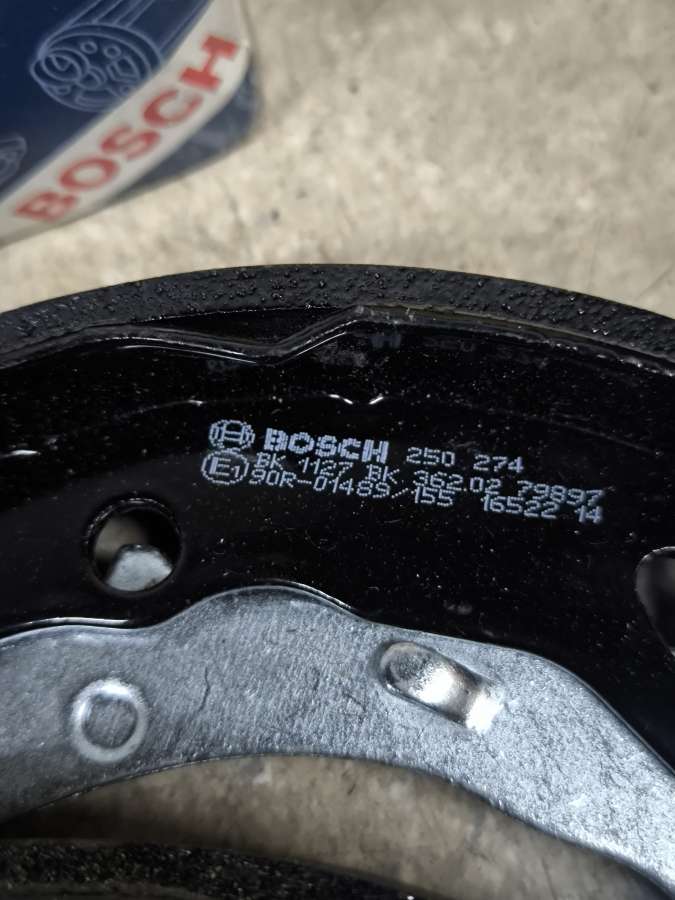 BOSCH
BOSCH 250 274
BK 1127 BK 362.02 79897
E1 90R-01489/155 16522 14